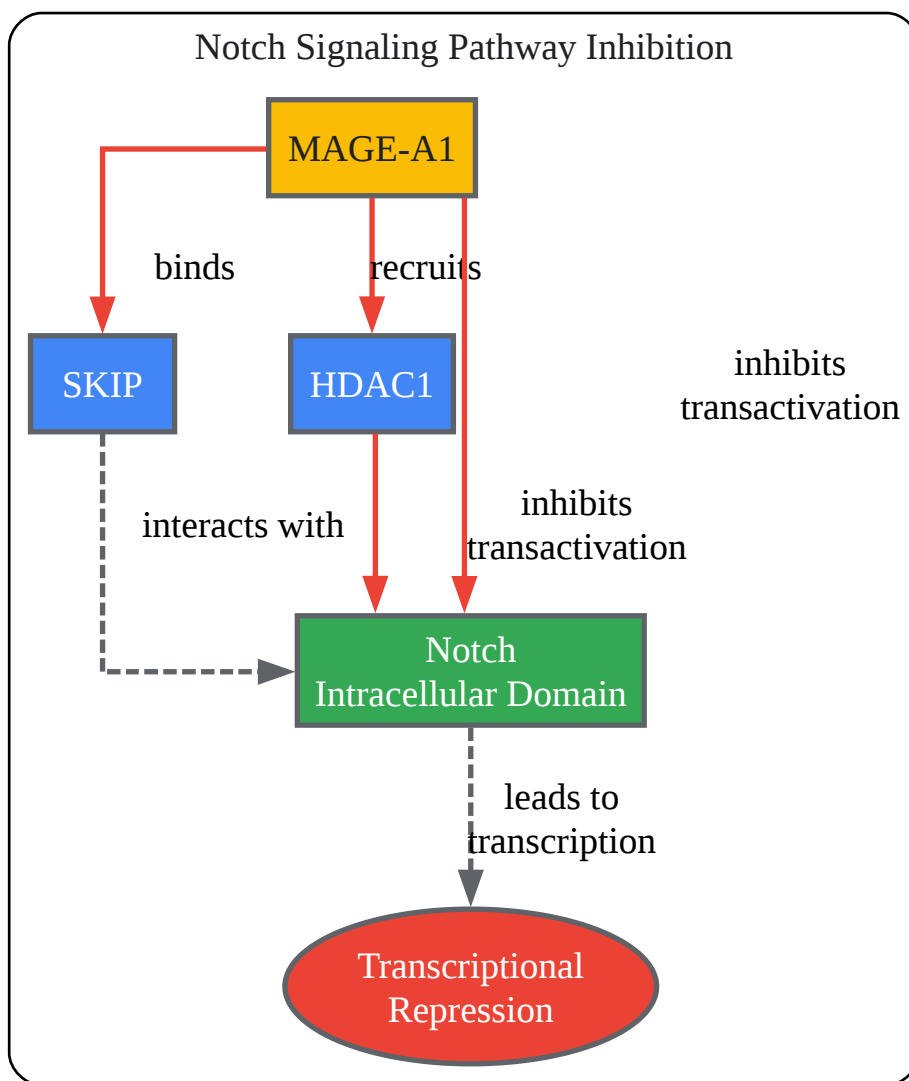 Notch Signaling Pathway Inhibition
MAGE-A1
binds
recruits
SKIP
HDAC1
inhibits
transactivation
interacts with
inhibits
transactivation
Notch
Intracellular Domain
leads to
transcription
Transcriptional
Repression